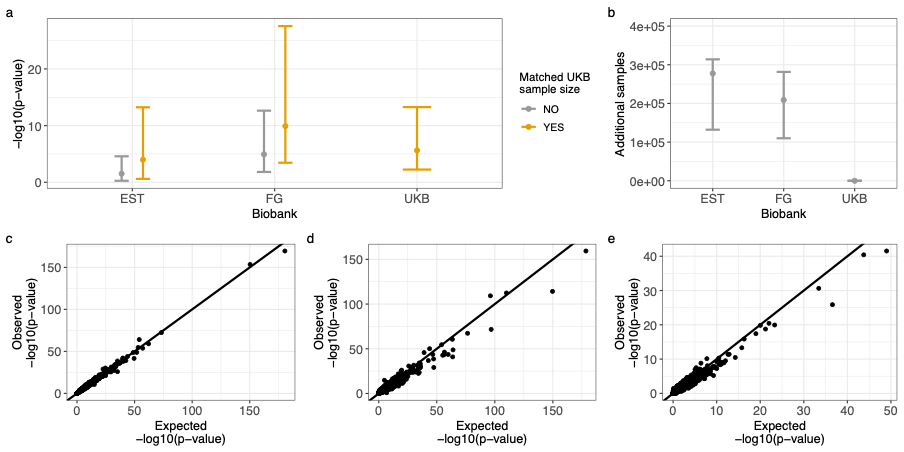 a
−log10(p−value)
20
10
0
EST
FG
UKB
Biobank
Matched UKB
sample size
NO
YES
b
Additional samples
4e+05
3e+05
2e+05
1e+05
0e+00
EST
FG
UKB
Biobank
c
Observed
−log10(p−value)
150
100
50
0
0
50
100
150
Expected
−log10(p−value)
d
Observed
−log10(p−value)
150
100
50
0
0
50
100
150
Expected
−log10(p−value)
e
Observed
−log10(p−value)
40
30
20
10
0
0
10
20
30
40
50
Expected
−log10(p−value)